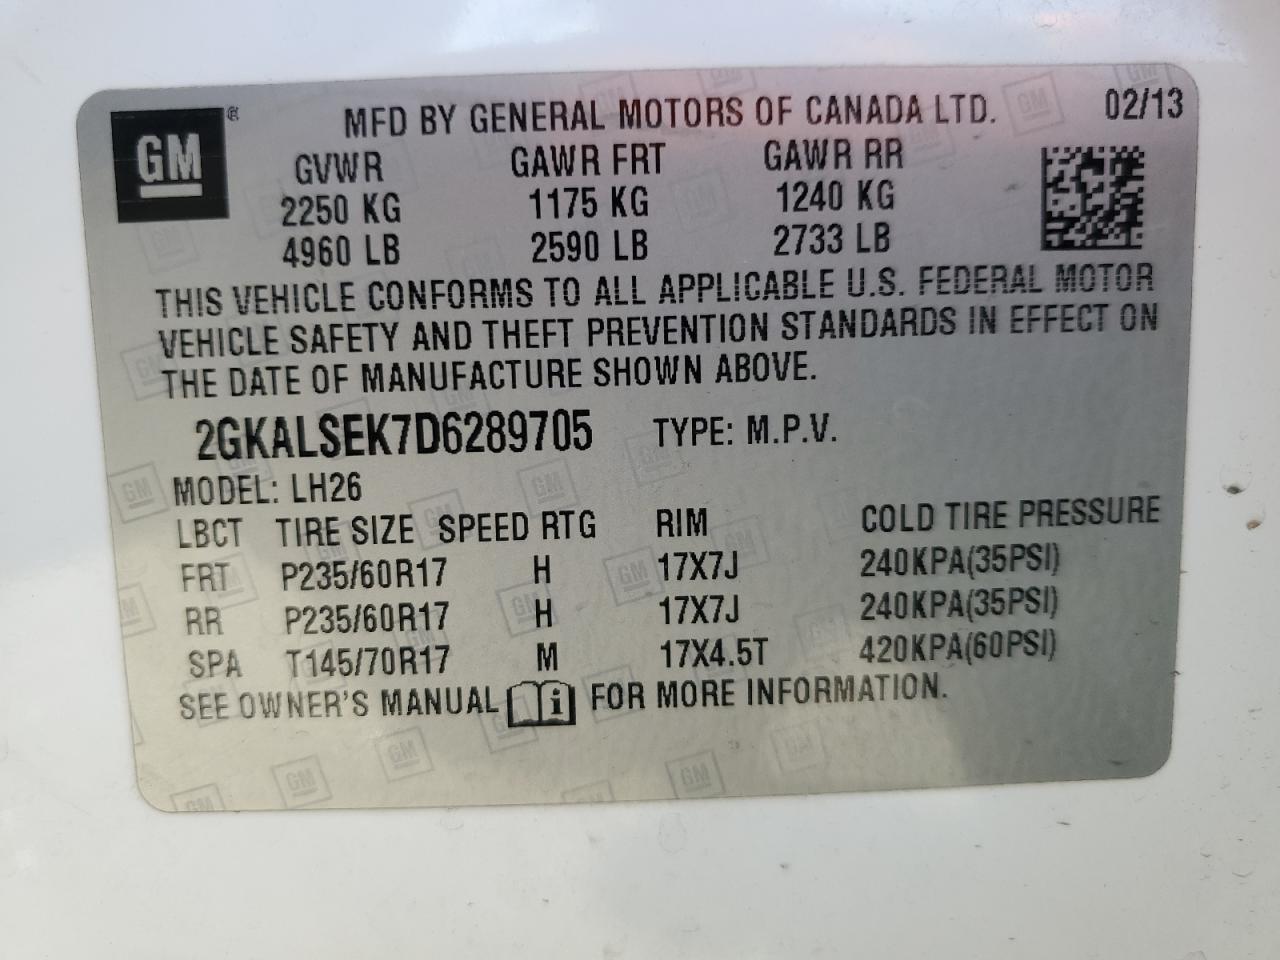 GM ® MFD BY GENERAL MOTORS OF CANADA LTD. 02/13
GVWR GAWR FRT GAWR RR
2250 KG 1175 KG 1240 KG
4960 LB 2590 LB 2733 LB
THIS VEHICLE CONFORMS TO ALL APPLICABLE U.S. FEDERAL MOTOR
VEHICLE SAFETY AND THEFT PREVENTION STANDARDS IN EFFECT ON
THE DATE OF MANUFACTURE SHOWN ABOVE.
2GKALSEK7D6289705 TYPE: M.P.V.
MODEL: LH26
LBCT TIRE SIZE SPEED RTG RIM COLD TIRE PRESSURE
FRT P235/60R17 H 17X7J 240KPA(35PSI)
RR P235/60R17 H 17X7J 240KPA(35PSI)
SPA T145/70R17 M 17X4.5T 420KPA(60PSI)
SEE OWNER'S MANUAL i FOR MORE INFORMATION.